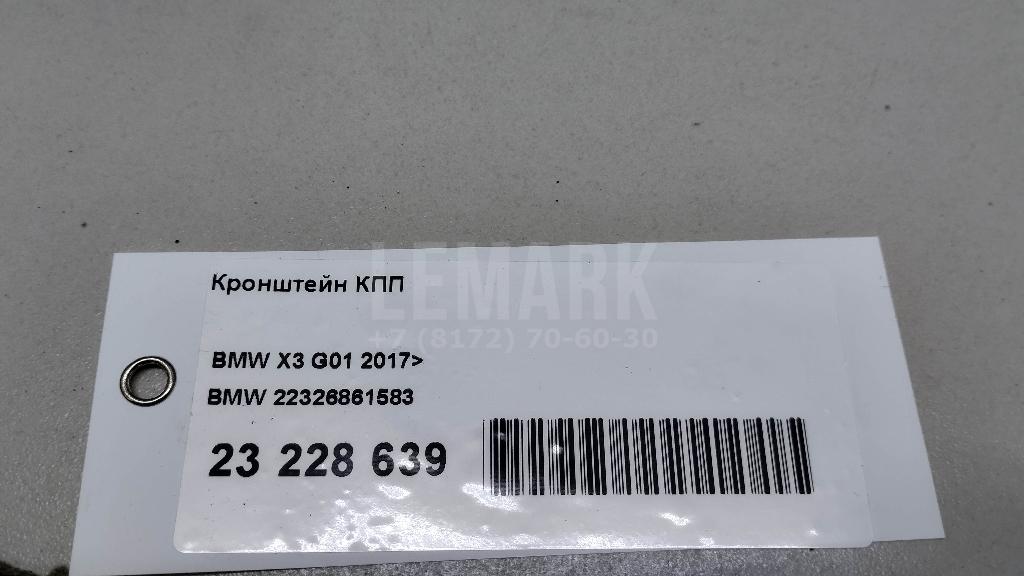 LEMARK
+7 (8172) 70-60-30
Кронштейн КПП
BMW X3 G01 2017>
BMW 22326861583
23 228 639